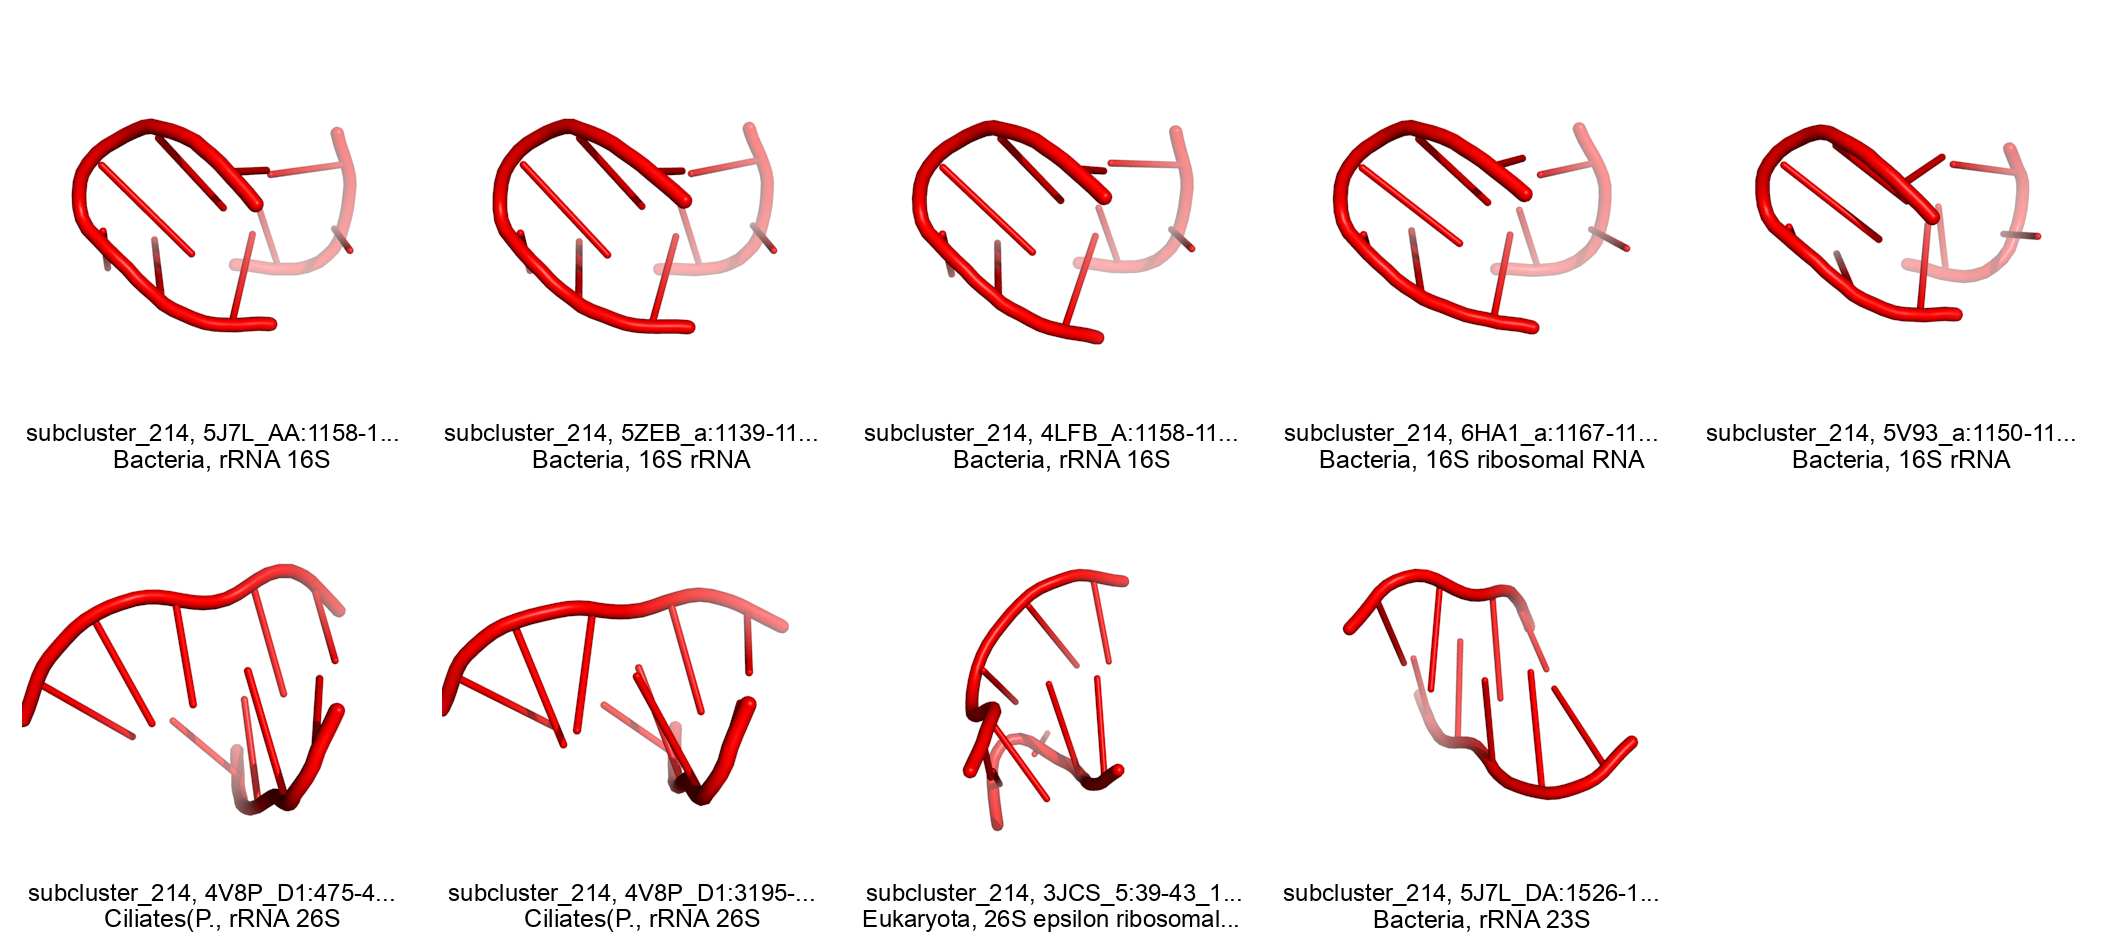 subcluster_214, 5J7L_AA:1158-1...
Bacteria, rRNA 16S
subcluster_214, 5ZEB_a:1139-11...
Bacteria, 16S rRNA
subcluster_214, 4LFB_A:1158-11...
Bacteria, rRNA 16S
subcluster_214, 6HA1_a:1167-11...
Bacteria, 16S ribosomal RNA
subcluster_214, 5V93_a:1150-11...
Bacteria, 16S rRNA
subcluster_214, 4V8P_D1:475-4...
Ciliates(P., rRNA 26S
subcluster_214, 4V8P_D1:3195-...
Ciliates(P., rRNA 26S
subcluster_214, 3JCS_5:39-43_1...
Eukaryota, 26S epsilon ribosomal...
subcluster_214, 5J7L_DA:1526-1...
Bacteria, rRNA 23S